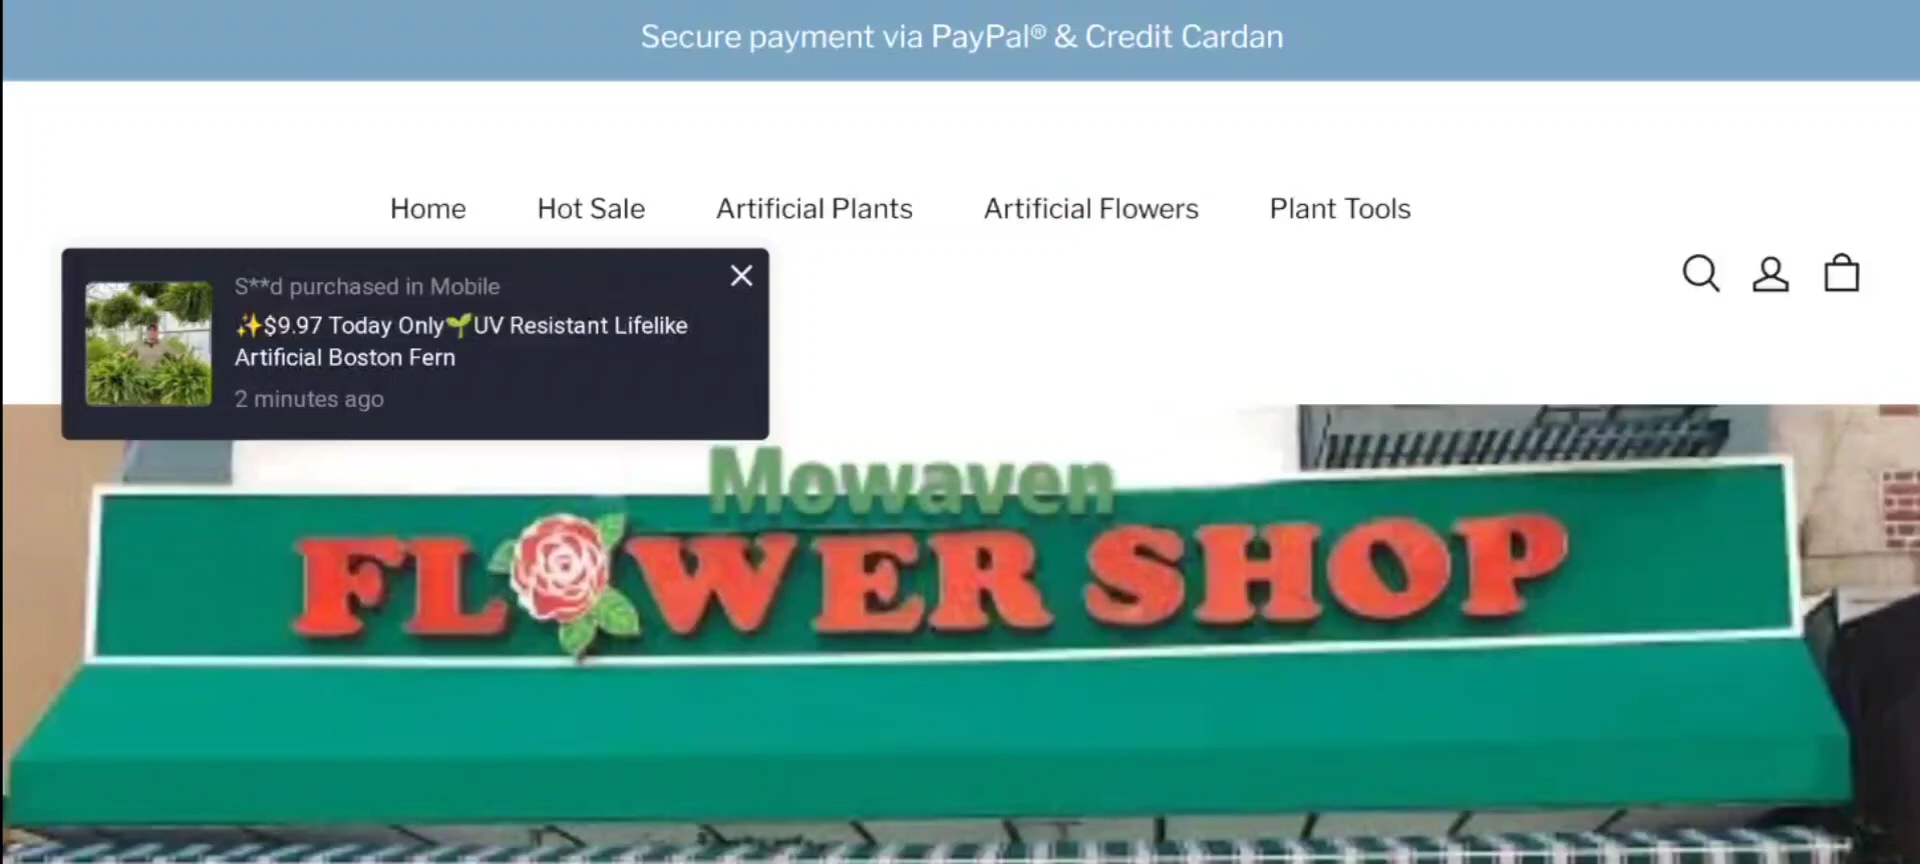 Secure payment via PayPal® & Credit Cardan
Home Hot Sale Artificial Plants Artificial Flowers Plant Tools
S**d purchased in Mobile
✨$9.97 Today Only🌱UV Resistant Lifelike
Artificial Boston Fern
2 minutes ago
Mowaven
FLOWER SHOP